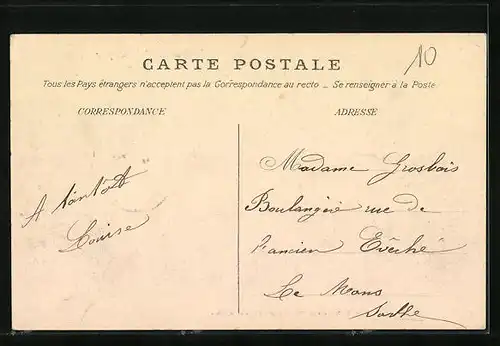 10
CARTE POSTALE
Tous les Pays étrangers n'acceptent pas la Correspondance au recto _ Se renseigner à la Poste
CORRESPONDANCE
ADRESSE
A tantôt
Louise
Madame Grosbois
Boulangère rue de
l'ancien Evêché
Le Mans
Sarthe